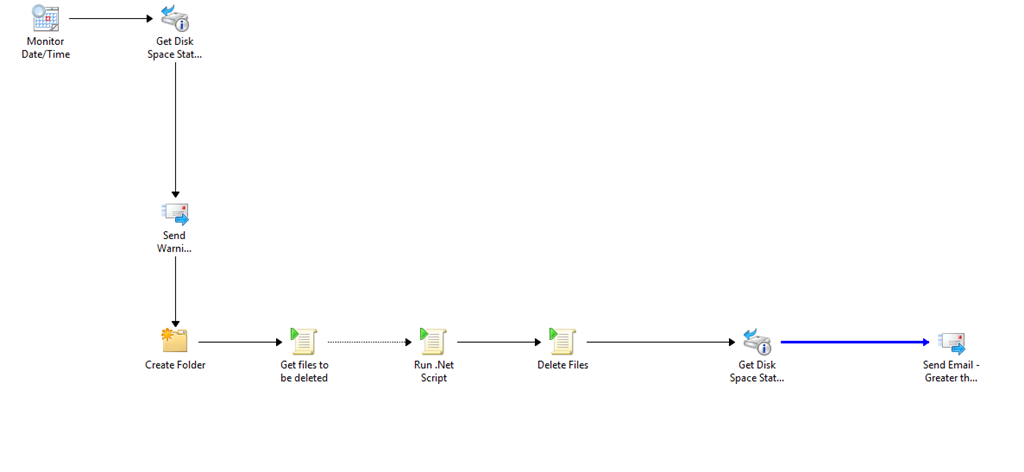 Monitor
Date/Time
Get Disk
Space Stat...
Send
Warni...
Create Folder
Get files to
be deleted
Run .Net
Script
Delete Files
Get Disk
Space Stat...
Send Email -
Greater th...